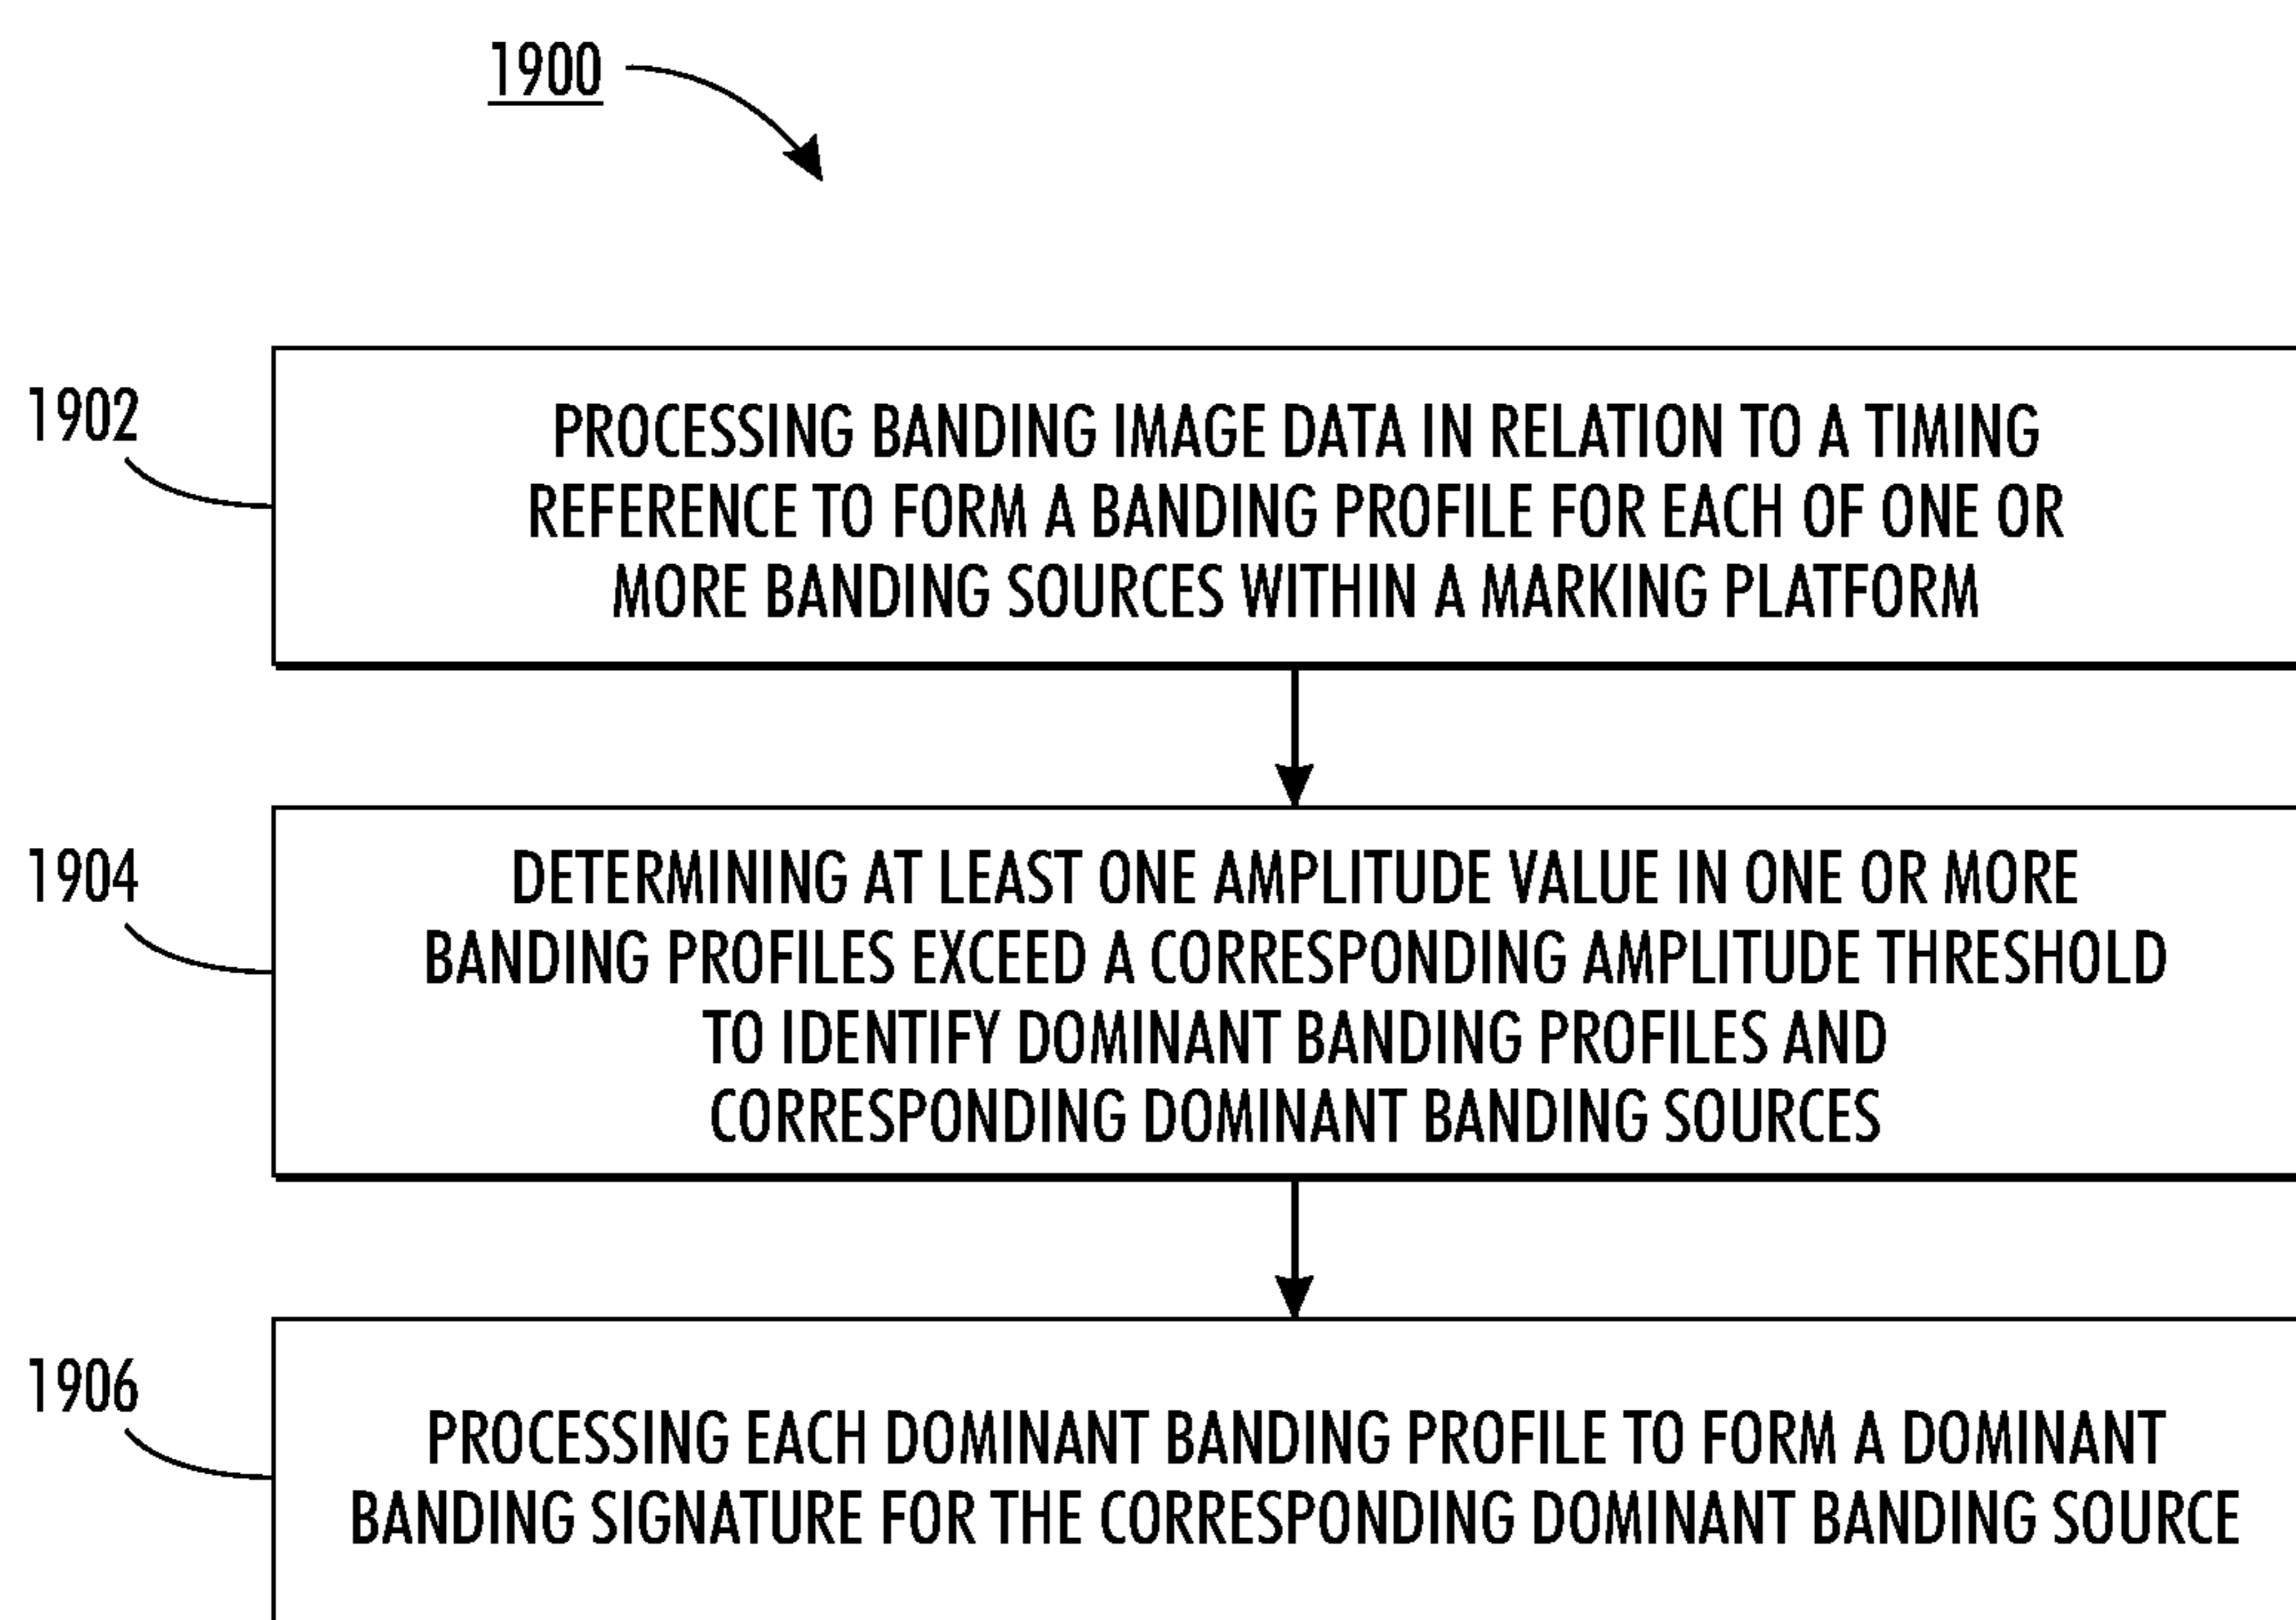 1900
1902
PROCESSING BANDING IMAGE DATA IN RELATION TO A TIMING
REFERENCE TO FORM A BANDING PROFILE FOR EACH OF ONE OR
MORE BANDING SOURCES WITHIN A MARKING PLATFORM
1904
DETERMINING AT LEAST ONE AMPLITUDE VALUE IN ONE OR MORE
BANDING PROFILES EXCEED A CORRESPONDING AMPLITUDE THRESHOLD
TO IDENTIFY DOMINANT BANDING PROFILES AND
CORRESPONDING DOMINANT BANDING SOURCES
1906
PROCESSING EACH DOMINANT BANDING PROFILE TO FORM A DOMINANT
BANDING SIGNATURE FOR THE CORRESPONDING DOMINANT BANDING SOURCE